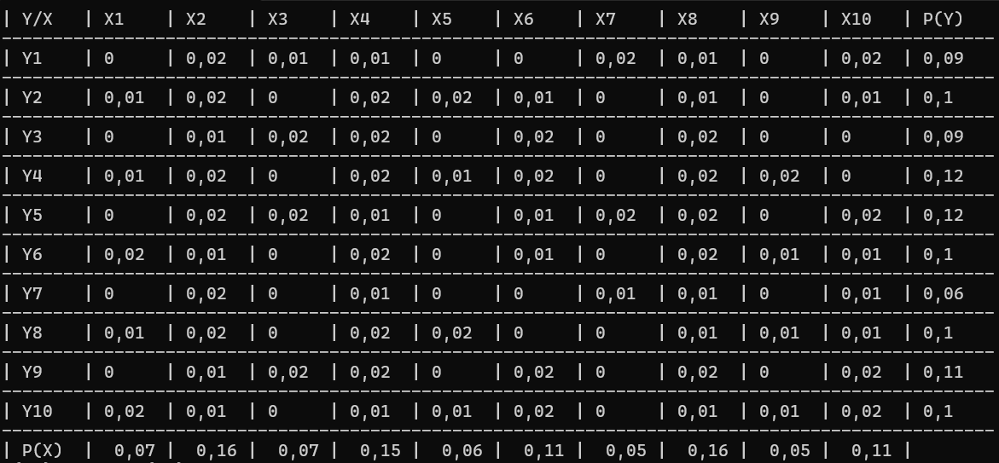 | Y/X | X1 | X2 | X3 | X4 | X5 | X6 | X7 | X8 | X9 | X10 | P(Y)
| Y1 | 0 | 0,02 | 0,01 | 0,01 | 0 | 0 | 0,02 | 0,01 | 0 | 0,02 | 0,09
| Y2 | 0,01 | 0,02 | 0 | 0,02 | 0,02 | 0,01 | 0 | 0,01 | 0 | 0,01 | 0,1
| Y3 | 0 | 0,01 | 0,02 | 0,02 | 0 | 0,02 | 0 | 0,02 | 0 | 0 | 0,09
| Y4 | 0,01 | 0,02 | 0 | 0,02 | 0,01 | 0,02 | 0 | 0,02 | 0,02 | 0 | 0,12
| Y5 | 0 | 0,02 | 0,02 | 0,01 | 0 | 0,01 | 0,02 | 0,02 | 0 | 0,02 | 0,12
| Y6 | 0,02 | 0,01 | 0 | 0,02 | 0 | 0,01 | 0 | 0,02 | 0,01 | 0,01 | 0,1
| Y7 | 0 | 0,02 | 0 | 0,01 | 0 | 0 | 0,01 | 0,01 | 0 | 0,01 | 0,06
| Y8 | 0,01 | 0,02 | 0 | 0,02 | 0,02 | 0 | 0 | 0,01 | 0,01 | 0,01 | 0,1
| Y9 | 0 | 0,01 | 0,02 | 0,02 | 0 | 0,02 | 0 | 0,02 | 0 | 0,02 | 0,11
| Y10 | 0,02 | 0,01 | 0 | 0,01 | 0,01 | 0,02 | 0 | 0,01 | 0,01 | 0,02 | 0,1
| P(X) | 0,07 | 0,16 | 0,07 | 0,15 | 0,06 | 0,11 | 0,05 | 0,16 | 0,05 | 0,11 |